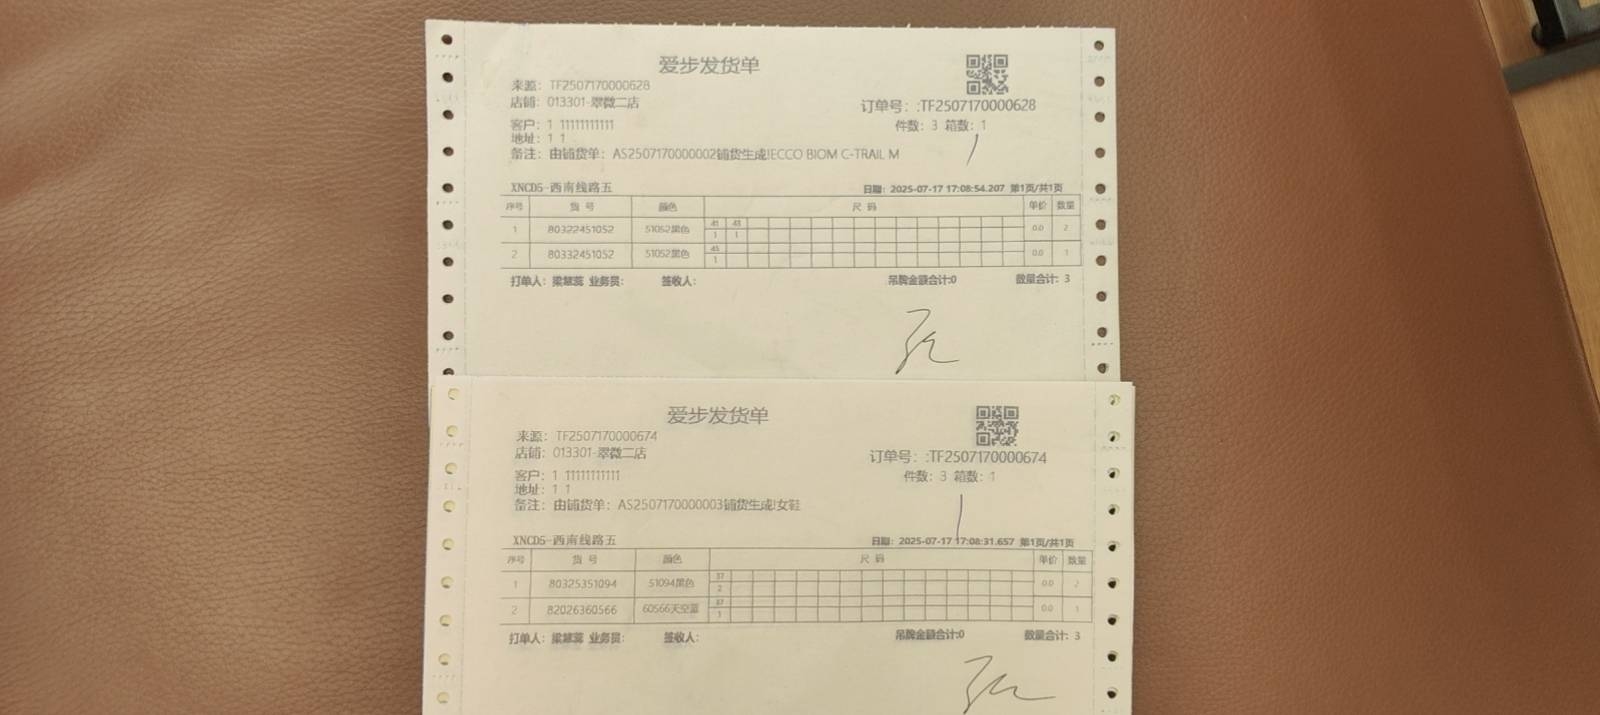 爱步发货单
来源: TF2507170000628
店铺: 013301-翠微二店
订单号: :TF2507170000628
客户: 1 11111111111
件数: 3 箱数: 1
地址: 1 1
备注: 由铺货单: AS2507170000002铺货生成!ECCO BIOM C-TRAIL M
XNCD5-西南线路五
日期: 2025-07-17 17:08:54.207 第1页/共1页
序号 货 号 颜色 尺 码 单价 数量
41 43
1 80322451052 51052黑色 1 1 0.0 2
45
2 80332451052 51052黑色 1 0.0 1
打单人: 梁慧蕊 业务员: 签收人: 吊牌金额合计:0 数量合计: 3
爱步发货单
来源: TF2507170000674
店铺: 013301-翠微二店
订单号: :TF2507170000674
客户: 1 11111111111
件数: 3 箱数: 1
地址: 1 1
备注: 由铺货单: AS2507170000003铺货生成!女鞋
XNCD5-西南线路五
日期: 2025-07-17 17:08:31.657 第1页/共1页
序号 货 号 颜色 尺 码 单价 数量
37
1 80325351094 51094黑色 2 0.0 2
37
2 82026360566 60566天空蓝 1 0.0 1
打单人: 梁慧蕊 业务员: 签收人: 吊牌金额合计:0 数量合计: 3